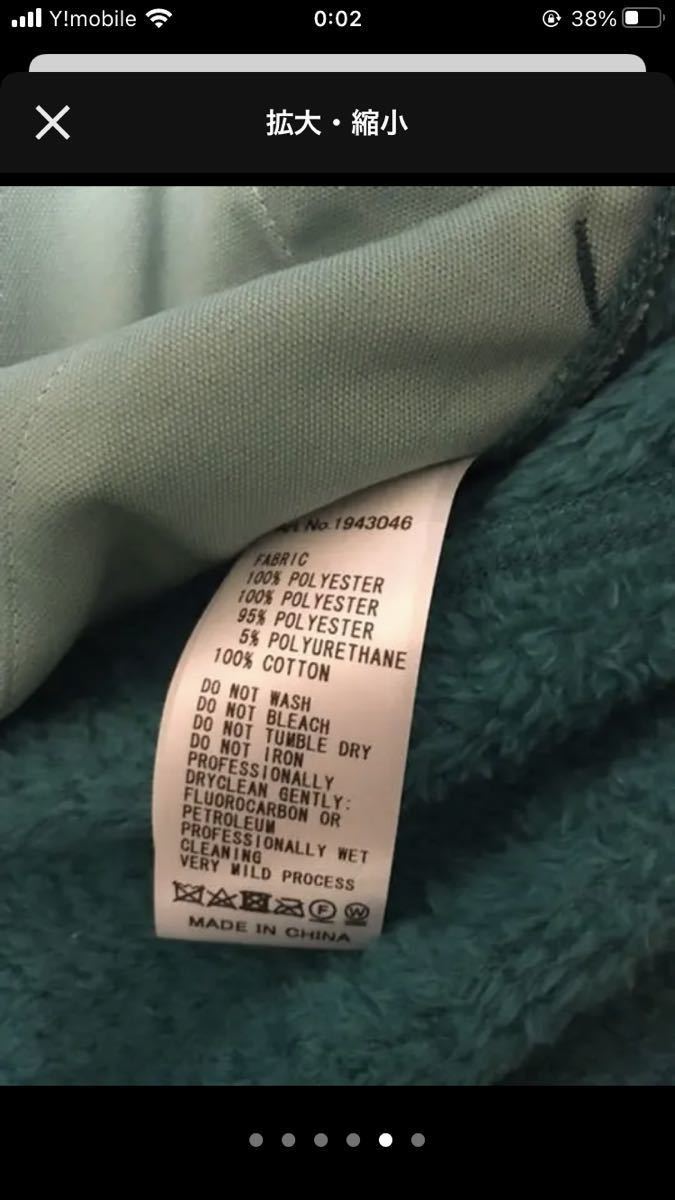 Y!mobile
0:02
38%
拡大・縮小
No.1943046
FABRIC
100% POLYESTER
100% POLYESTER
95% POLYESTER
5% POLYURETHANE
100% COTTON
DO NOT WASH
DO NOT BLEACH
DO NOT TUMBLE DRY
DO NOT IRON
PROFESSIONALLY
DRYCLEAN GENTLY:
FLUOROCARBON OR
PETROLEUM
PROFESSIONALLY WET
CLEANING
VERY MILD PROCESS
F W
MADE IN CHINA